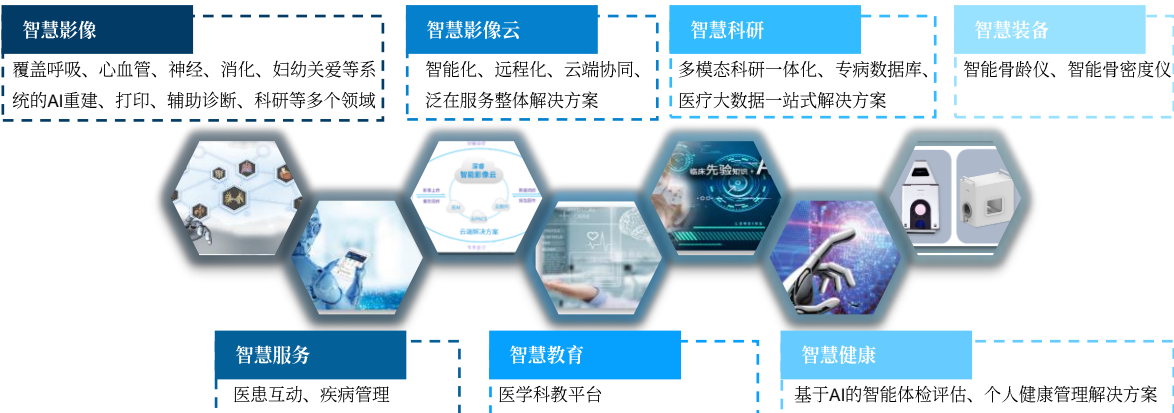 智慧影像
覆盖呼吸、心血管、神经、消化、妇幼关爱等系
统的AI重建、打印、辅助诊断、科研等多个领域
智慧影像云
智能化、远程化、云端协同、
泛在服务整体解决方案
智慧科研
多模态科研一体化、专病数据库、
医疗大数据一站式解决方案
智慧装备
智能骨龄仪、智能骨密度仪
深睿
智能影像云
云端解决方案
临床先验知识 + A
智慧服务
医患互动、疾病管理
智慧教育
医学科教平台
智慧健康
基于AI的智能体检评估、个人健康管理解决方案